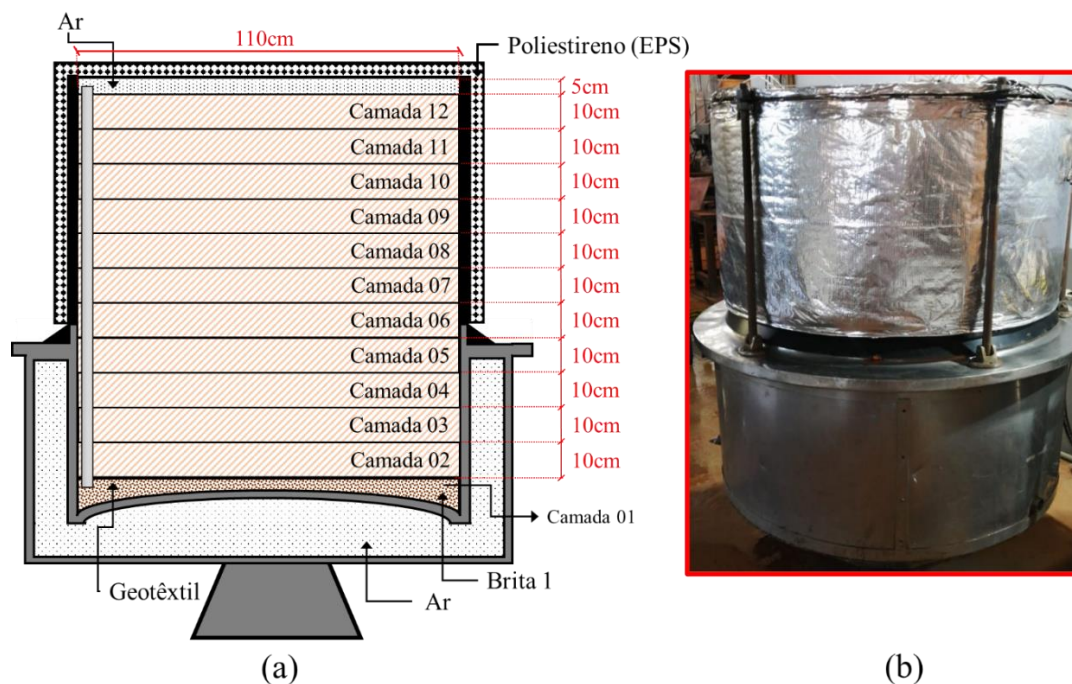 Ar
110cm
Poliestireno (EPS)
5cm
Camada 12 10cm
Camada 11 10cm
Camada 10 10cm
Camada 09 10cm
Camada 08 10cm
Camada 07 10cm
Camada 06 10cm
Camada 05 10cm
Camada 04 10cm
Camada 03 10cm
Camada 02 10cm
Camada 01
Geotêxtil
Brita 1
Ar
(a)
(b)